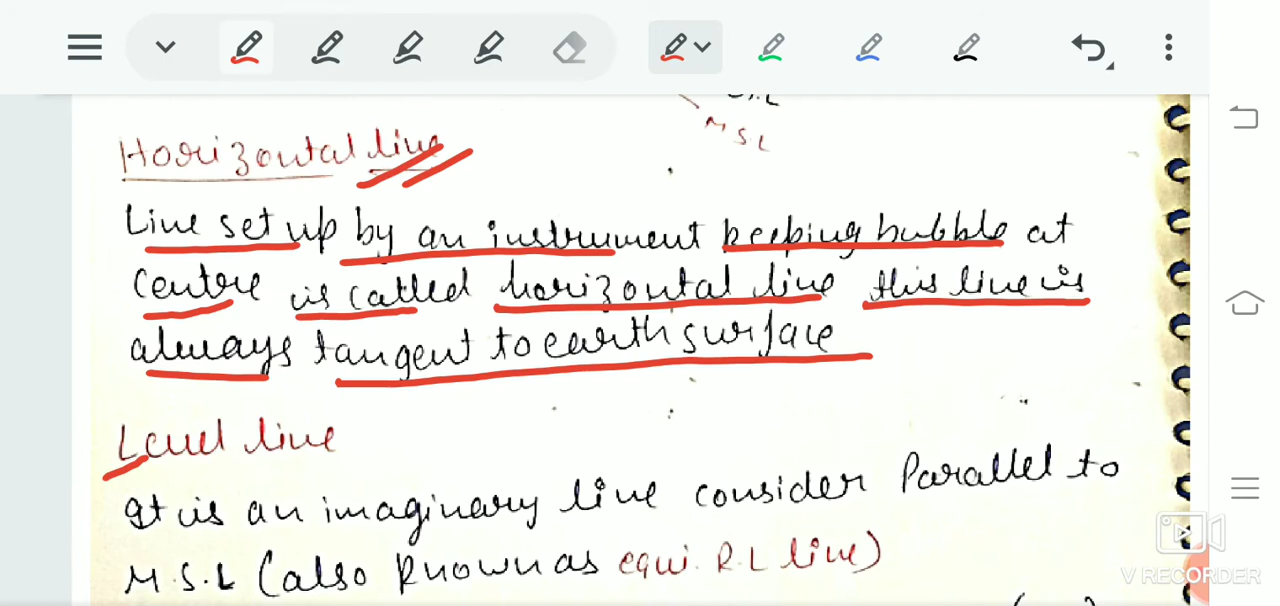 M S.L
Horizontal line
Line set up by an instrument keeping bubble at
centre is called horizontal line this line is
always tangent to earth surface
Level line
It is an imaginary line consider Parallel to
M.S.L (also known as equi. R.L line)
V RECORDER